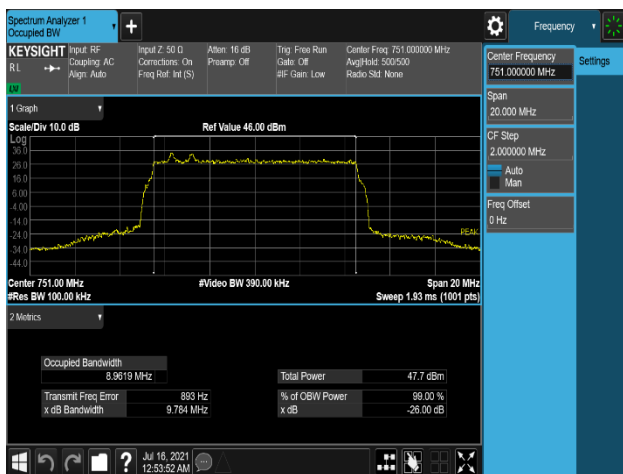 Spectrum Analyzer 1
Occupied BW
Frequency
KEYSIGHT
Input: RF
Coupling: AC
Align: Auto
Input Z: 50 Ω
Corrections: On
Freq Ref: Int (S)
Atten: 16 dB
Preamp: Off
Trig: Free Run
Gate: Off
#IF Gain: Low
Center Freq: 751.000000 MHz
Avg|Hold: 500/500
Radio Std: None
R L
LXI
Center Frequency
751.000000 MHz
Settings
Span
20.000 MHz
CF Step
2.000000 MHz
Auto
Man
Freq Offset
0 Hz
1 Graph
Scale/Div 10.0 dB
Ref Value 46.00 dBm
Log
36.0
26.0
16.0
6.00
-4.00
-14.0
-24.0
-34.0
-44.0
PEAK
Center 751.00 MHz
#Video BW 390.00 kHz
Span 20 MHz
#Res BW 100.00 kHz
Sweep 1.93 ms (1001 pts)
2 Metrics
Occupied Bandwidth
8.9619 MHz
Total Power 47.7 dBm
Transmit Freq Error 893 Hz
% of OBW Power 99.00 %
x dB Bandwidth 9.784 MHz
x dB -26.00 dB
?
Jul 16, 2021
12:53:52 AM